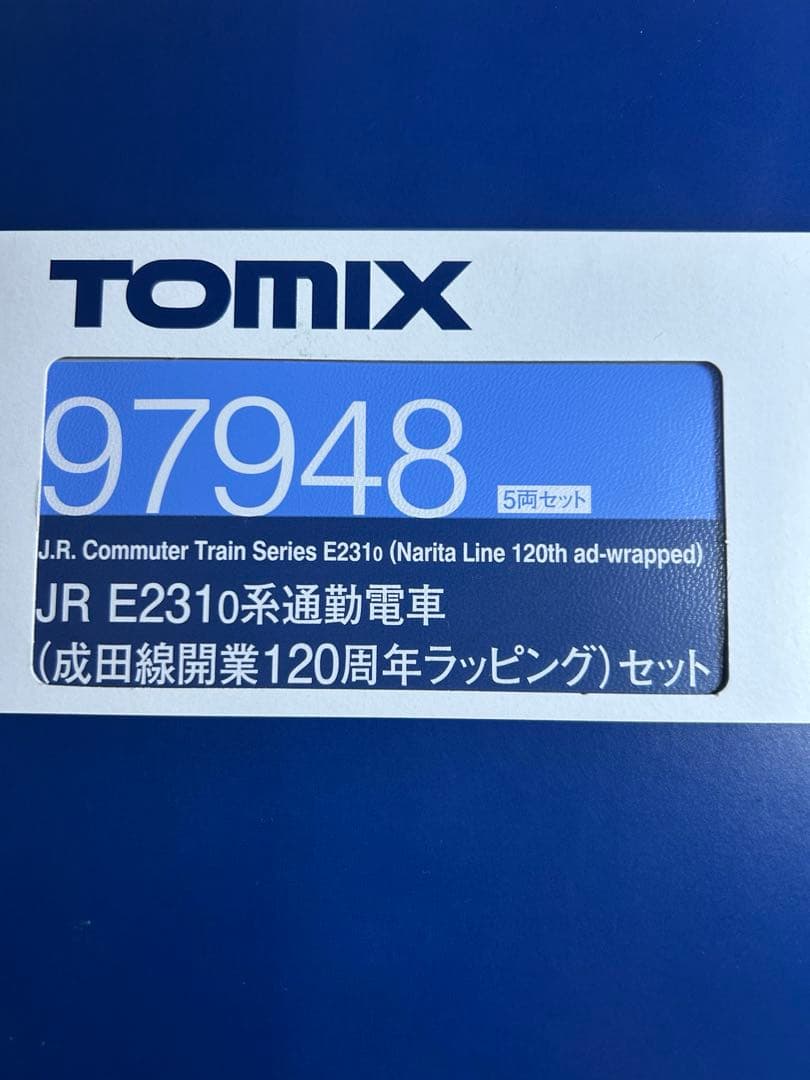 TOMIX
97948 5両セット
J.R. Commuter Train Series E2310 (Narita Line 120th ad-wrapped)
JR E2310系通勤電車
(成田線開業120周年ラッピング)セット